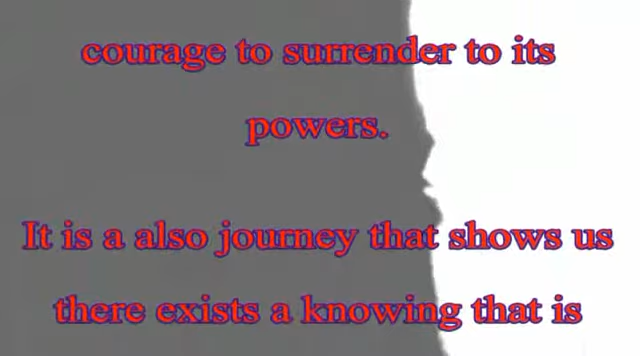 courage to surrender to its
powers.
It is a also journey that shows us
there exists a knowing that is